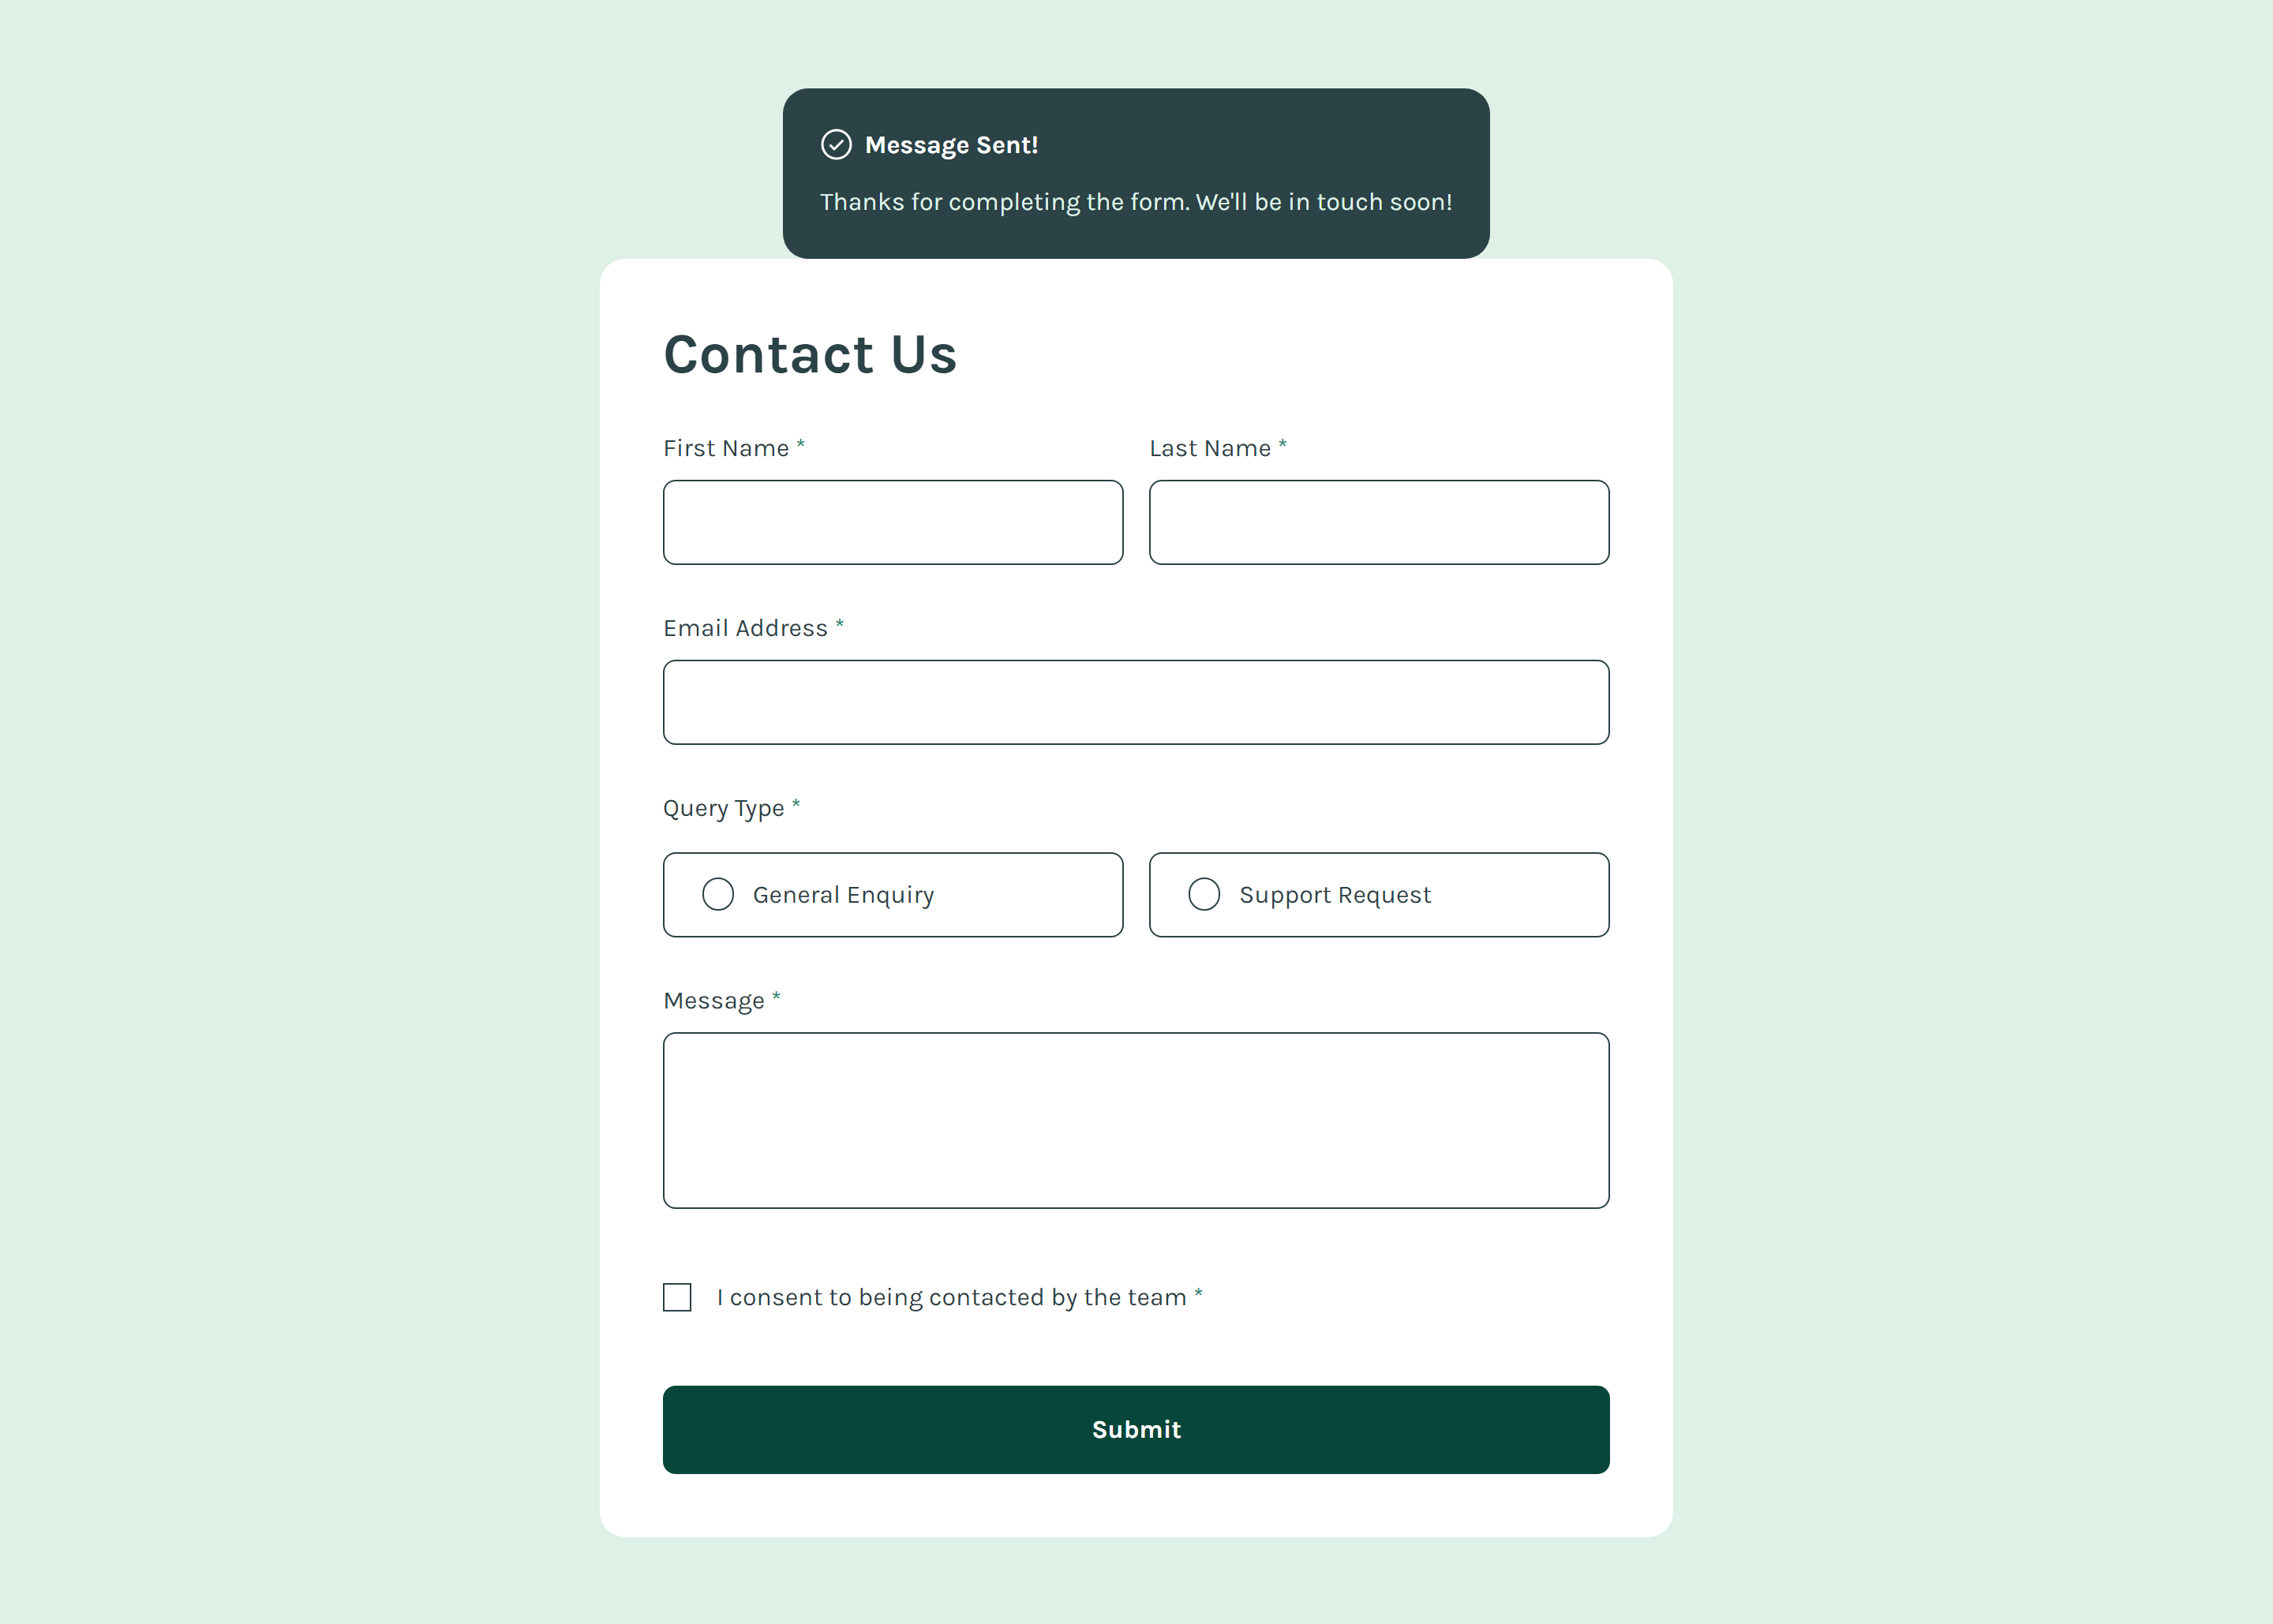 Message Sent!
Thanks for completing the form. We'll be in touch soon!
Contact Us
First Name *
Last Name *
Email Address *
Query Type *
General Enquiry
Support Request
Message *
I consent to being contacted by the team *
Submit